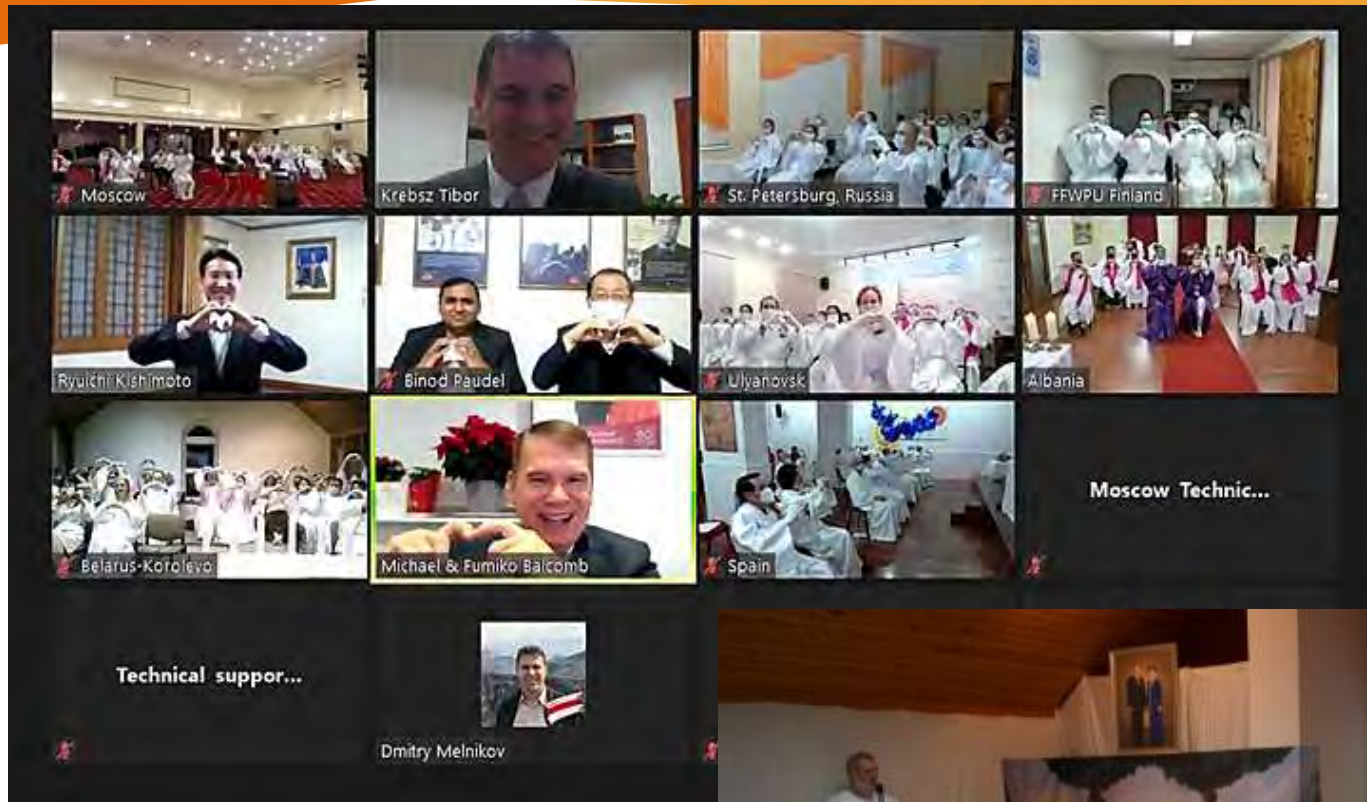 Moscow
Krebsz Tibor
St. Petersburg, Russia
FFWPU Finland
Ryuichi Kishimoto
Binod Paudel
Ulyanovsk
Albania
Belarus-Korolevo
Michael & Fumiko Balcomb
Spain
Moscow Technic...
Technical suppor...
Dmitry Melnikov